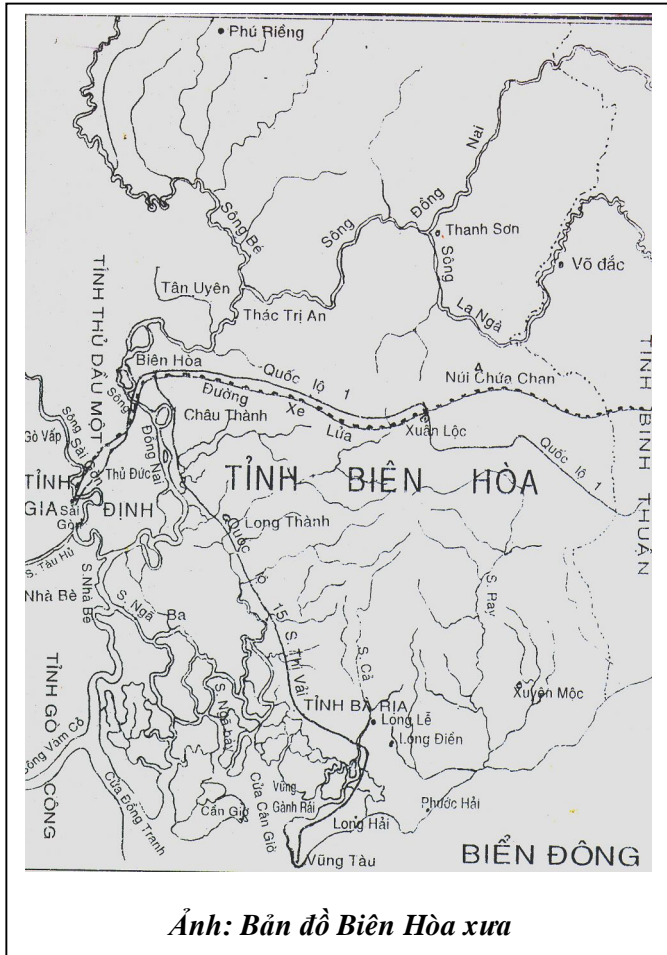 Phú Riềng
Sông Bé
Sông
Đồng
Nai
Thanh Sơn
Sông
La Ngà
Võ đắc
TỈNH THỦ DẦU MỘT
Tân Uyên
Thác Trị An
Biên Hòa
Quốc lộ 1
Núi Chứa Chan
Đường Xe Lửa
Châu Thành
Xuân Lộc
Quốc lộ 1
TỈNH BÌNH THUẬN
Sông Sài Gòn
Gò Vấp
Sông
Đồng Nai
Thủ Đức
TỈNH BIÊN HÒA
TỈNH
GIA
ĐỊNH
Sài
Gòn
Long Thành
Quốc lộ 15
S. Tàu Hủ
S.Nhà Bè
Nhà Bè
S. Ngã Ba
S. Thị Vải
S. Cả
S. Ray
Xuyên Mộc
TỈNH GÒ CÔNG
S. Ngã bảy
TỈNH BÀ RỊA
Long Lễ
Long Điền
Sông Vàm Cỏ
Cửa Đồng Tranh
Cần Giờ
Cửa Cần Giờ
Vũng
Gành Rái
Phước Hải
Long Hải
Vũng Tàu
BIỂN ĐÔNG
Ảnh: Bản đồ Biên Hòa xưa